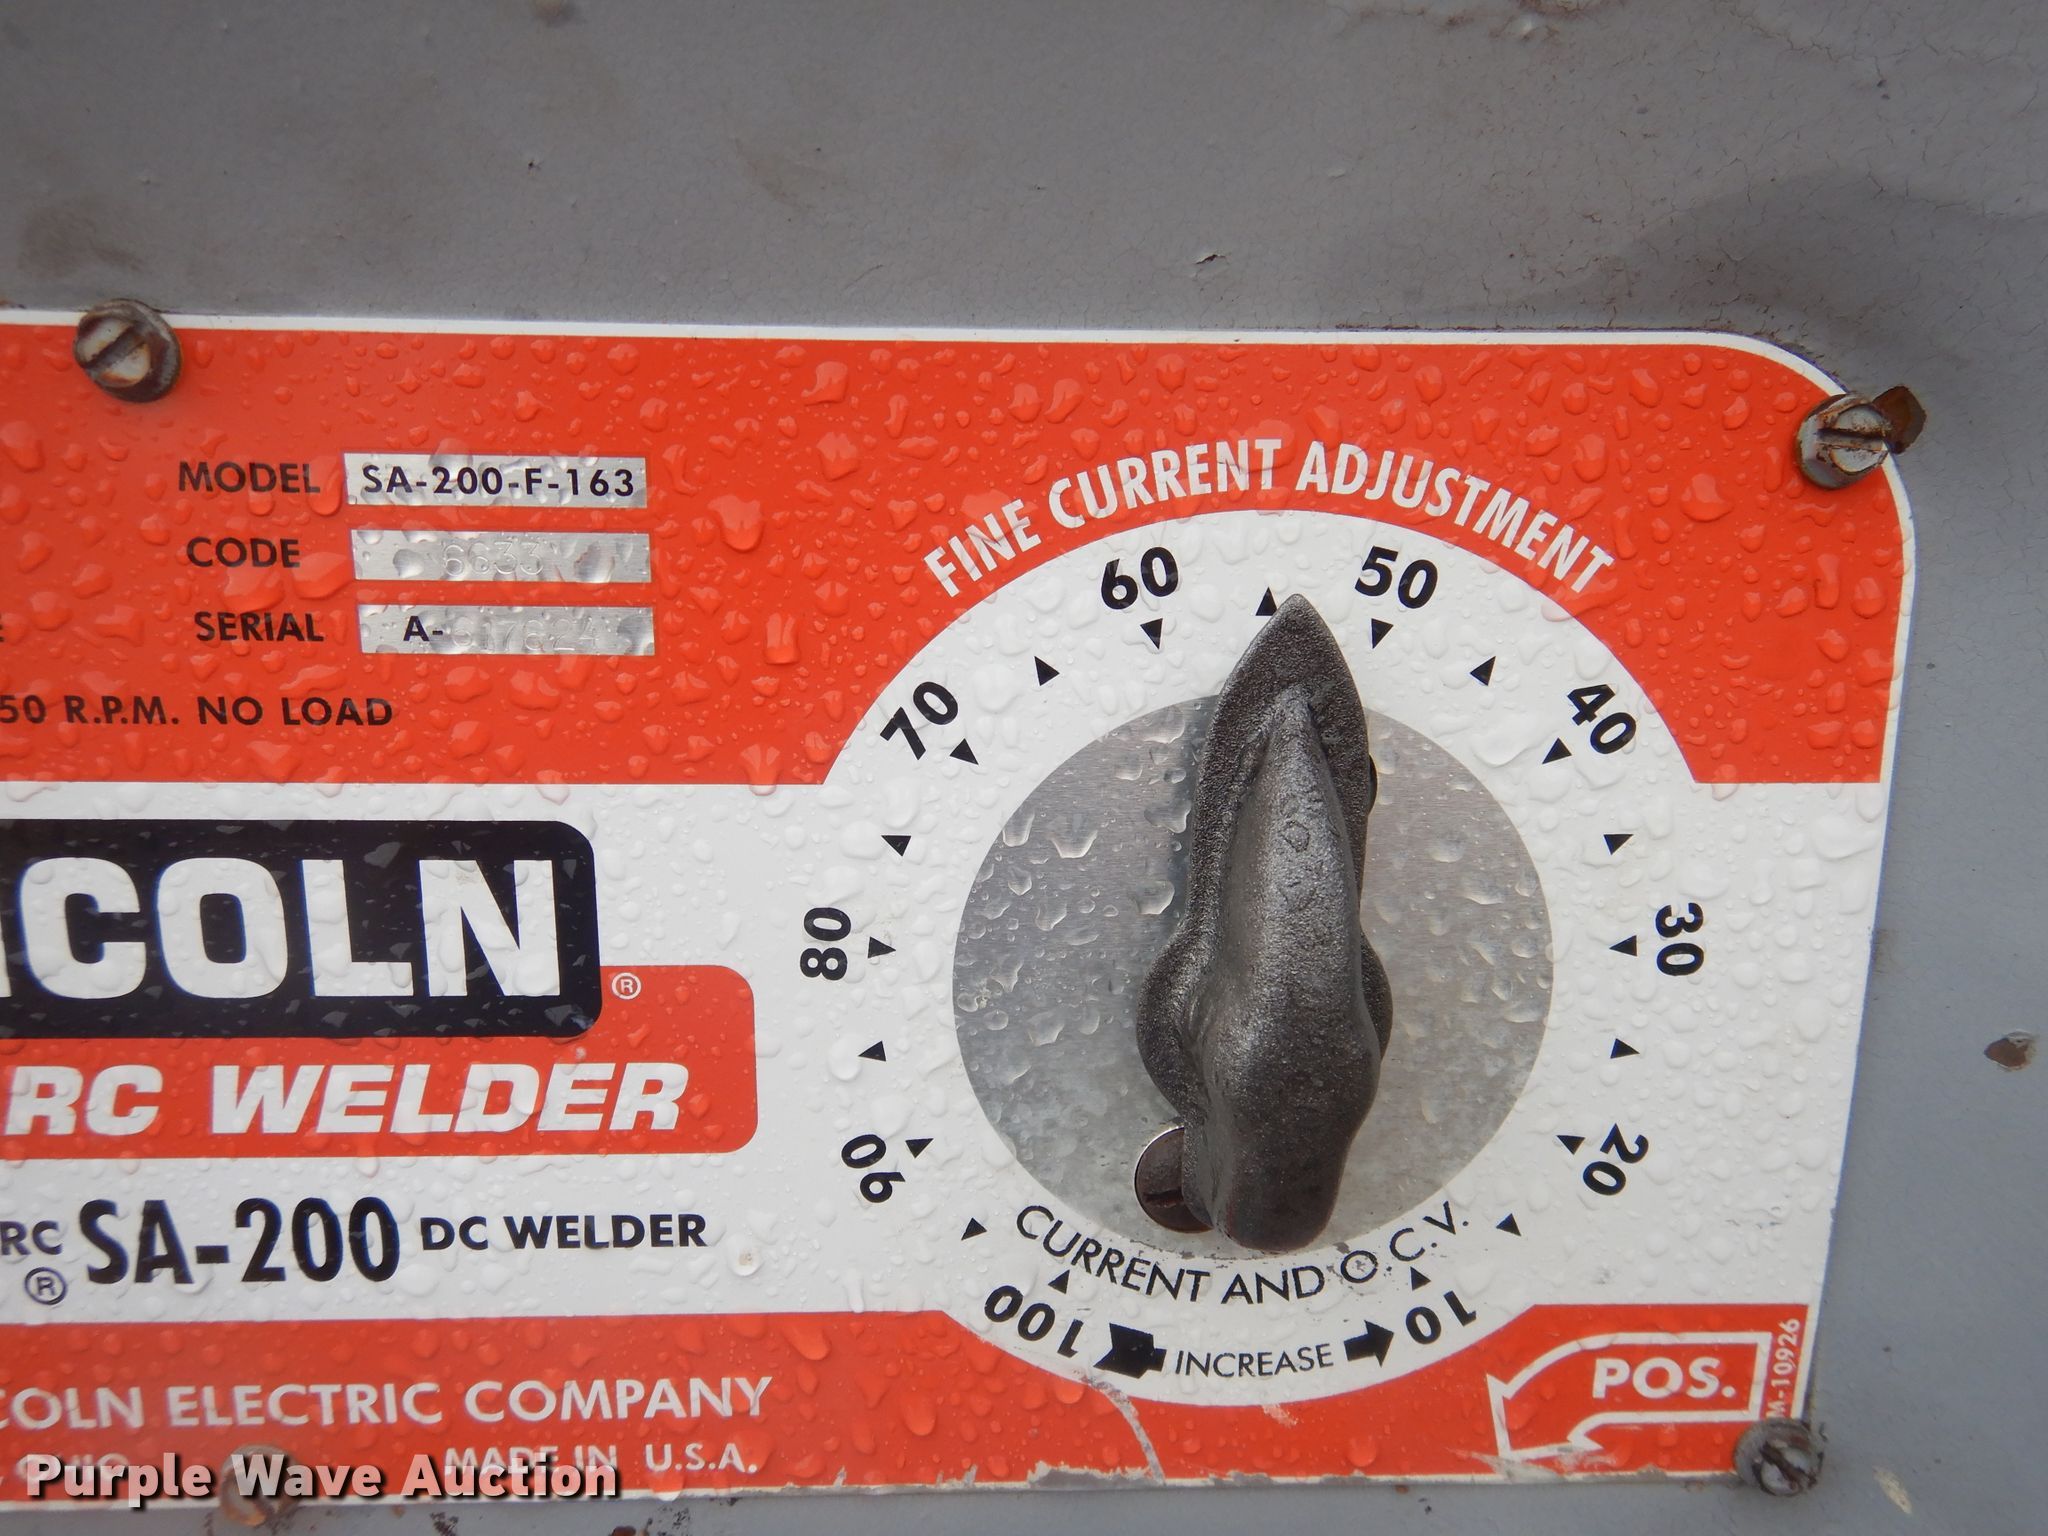 MODEL SA-200-F-163
CODE 6633
SERIAL A-
50 R.P.M. NO LOAD
COLN®
RC WELDER
RC® SA-200 DC WELDER
COLN ELECTRIC COMPANY
, OHIO MADE IN U.S.A.
FINE CURRENT ADJUSTMENT
60
50
70
40
80
30
90
20
100
10
CURRENT AND O.C.V.
INCREASE
POS.
M-10926
Purple Wave Auction